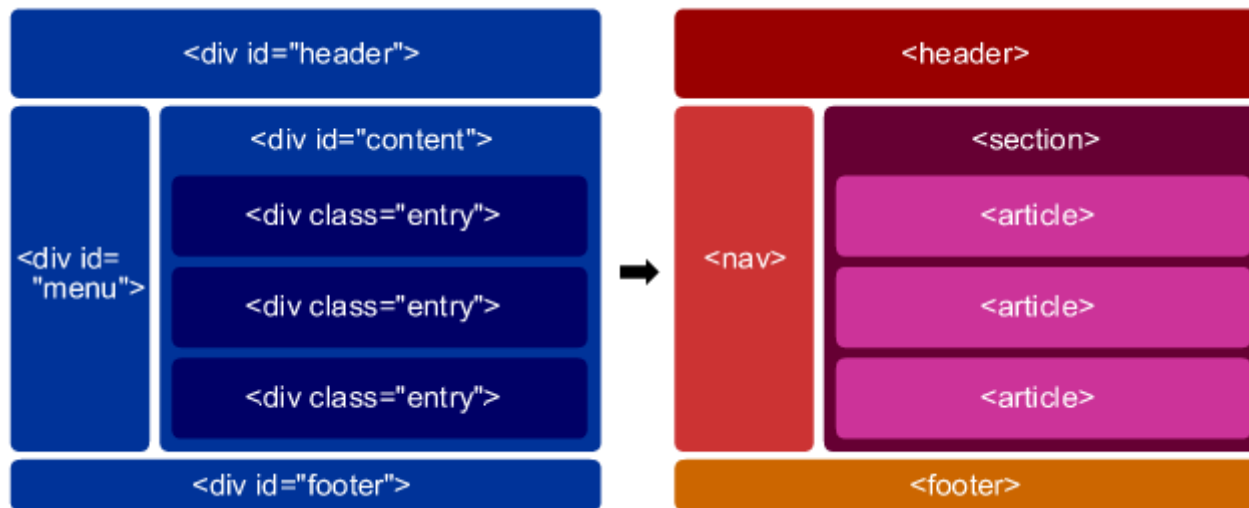 <div id="header">
<div id=
"menu">
<div id="content">
<div class="entry">
<div class="entry">
<div class="entry">
<div id="footer">
<header>
<nav>
<section>
<article>
<article>
<article>
<footer>